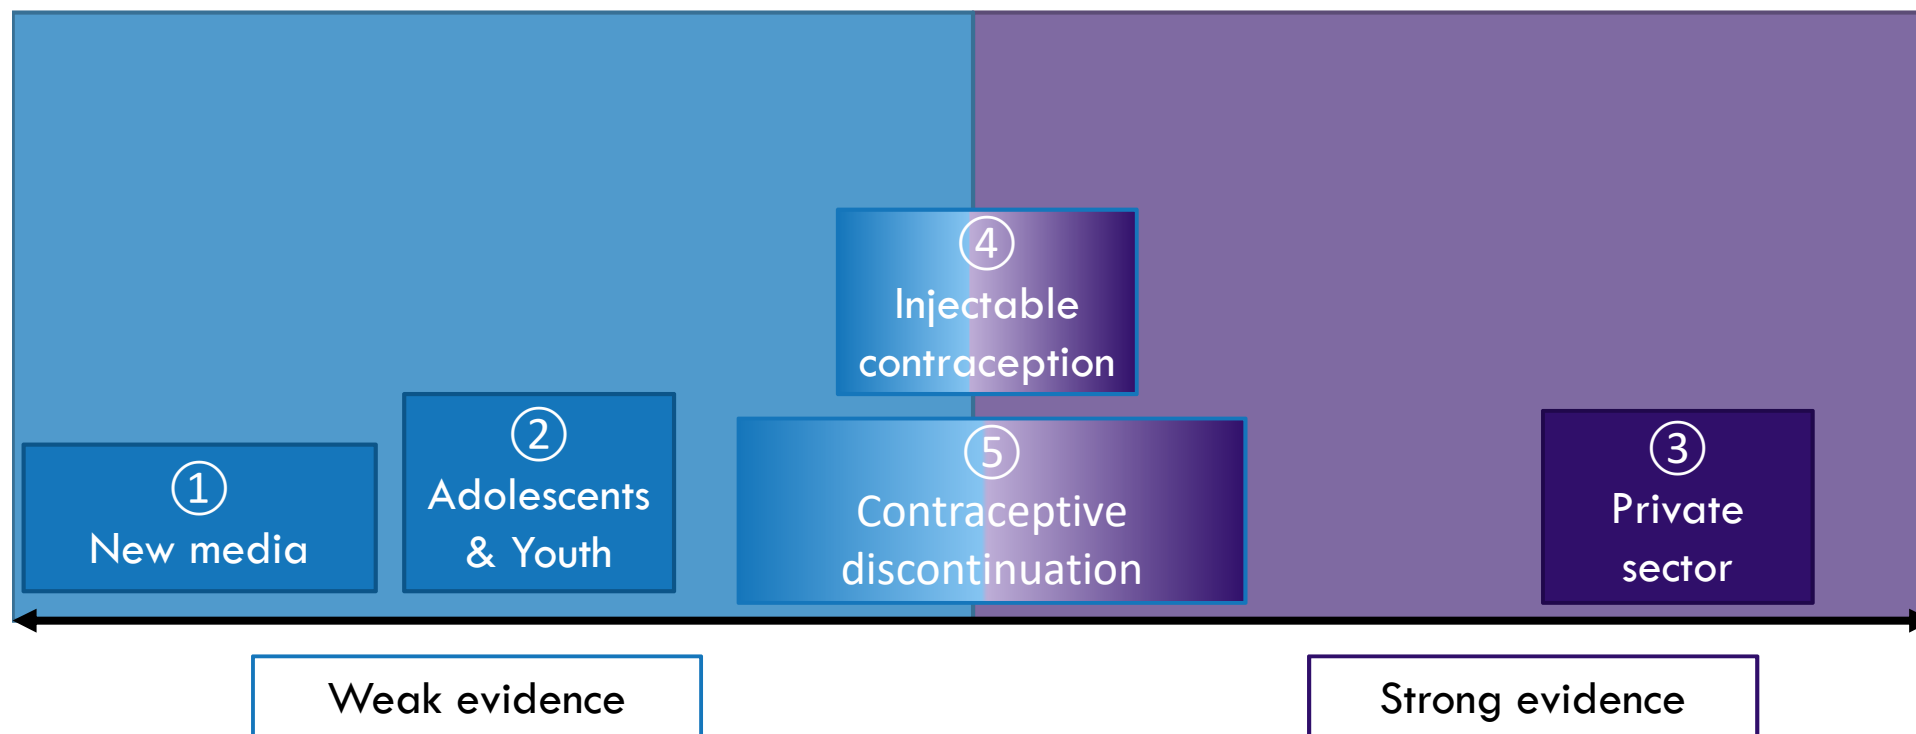 ①
New media
②
Adolescents
& Youth
④
Injectable
contraception
⑤
Contraceptive
discontinuation
③
Private
sector
Weak evidence
Strong evidence